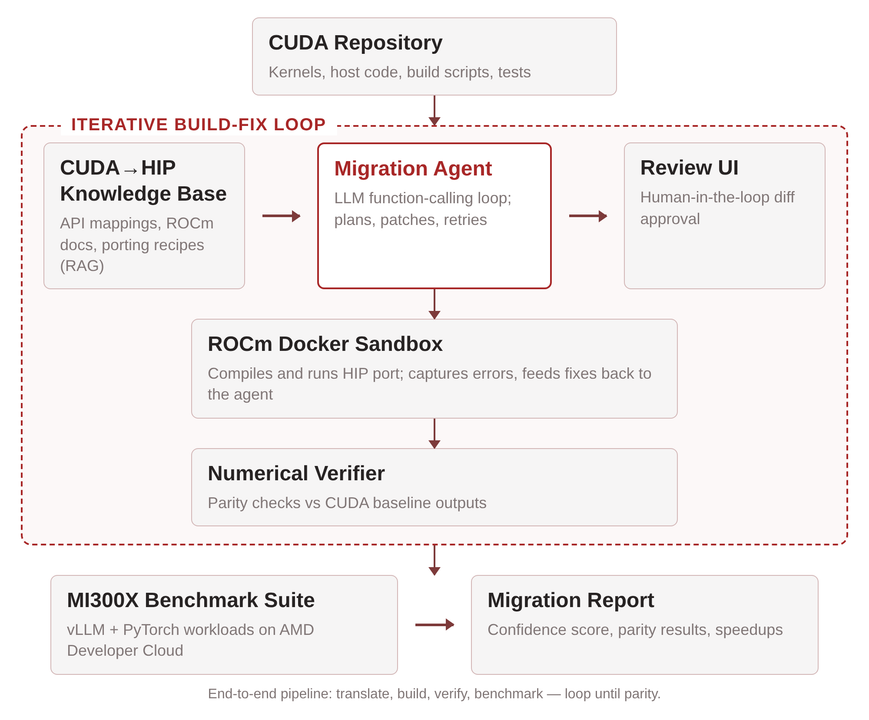 CUDA Repository
Kernels, host code, build scripts, tests
ITERATIVE BUILD-FIX LOOP
CUDA→HIP
Knowledge Base
API mappings, ROCm
docs, porting recipes
(RAG)
Migration Agent
LLM function-calling loop;
plans, patches, retries
Review UI
Human-in-the-loop diff
approval
ROCm Docker Sandbox
Compiles and runs HIP port; captures errors, feeds fixes back to
the agent
Numerical Verifier
Parity checks vs CUDA baseline outputs
MI300X Benchmark Suite
vLLM + PyTorch workloads on AMD
Developer Cloud
Migration Report
Confidence score, parity results, speedups
End-to-end pipeline: translate, build, verify, benchmark — loop until parity.